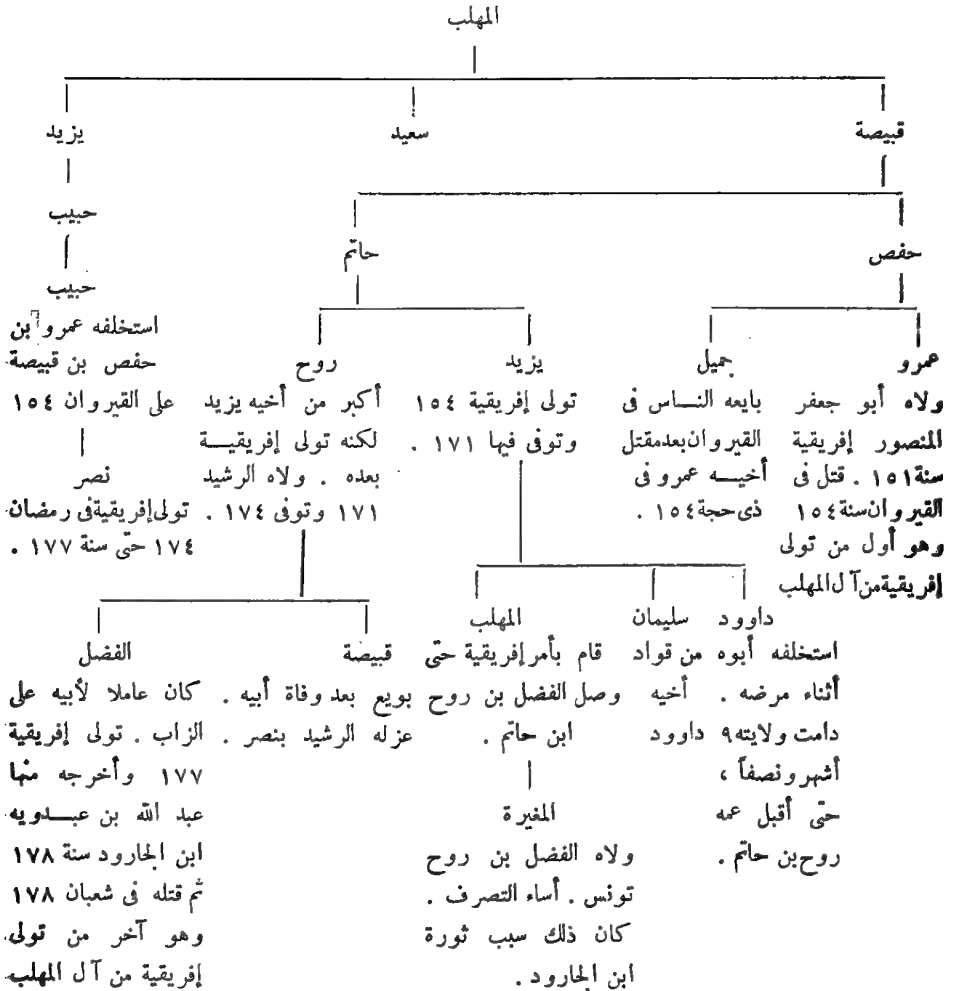 المهلب
قبيصة
سعيد
يزيد
حفص
حاتم
حبيب
حبيب
عمرو
ولاه أبو جعفر
المنصور إفريقية
سنة ١٥١ . قتل فى
القيروان سنة ١٥٤
وهو أول من تولى
إفريقية من آل المهلب
جميل
بايعه النـاس فى
القيروان بعد مقتل
أخيـه عمرو فى
ذى حجة ١٥٤ .
يزيد
تولى إفريقية ١٥٤
وتوفى فيها ١٧١ .
روح
أكبر من أخيه يزيد
لكنه تولى إفريقيـة
بعده . ولاه الرشيد
١٧١ وتوفى ١٧٤ .
استخلفه عمرو بن
حفص بن قبيصة
على القيروان ١٥٤
نصر
تولى إفريقية فى رمضان
١٧٤ حتى سنة ١٧٧ .
داوود
استخلفه أبوه
أثناء مرضه .
دامت ولايته ٩
أشهر ونصفاً ،
حتى أقبل عمه
روح بن حاتم .
سليمان
من قواد
أخيه
داوود
المهلب
قام بأمر إفريقية حتى
وصل الفضل بن روح
ابن حاتم .
المغيرة
ولاه الفضل بن روح
تونس . أساء التصرف .
كان ذلك سبب ثورة
ابن الجارود .
قبيصة
بويع بعد وفاة أبيه .
عزله الرشيد بنصر .
الفضل
كان عاملا لأبيه على
الزاب . تولى إفريقية
١٧٧ وأخرجه منها
عبد الله بن عبـدويه
ابن الجارود سنة ١٧٨
ثم قتله فى شعبان ١٧٨
وهو آخر من تولى
إفريقية من آل المهلب